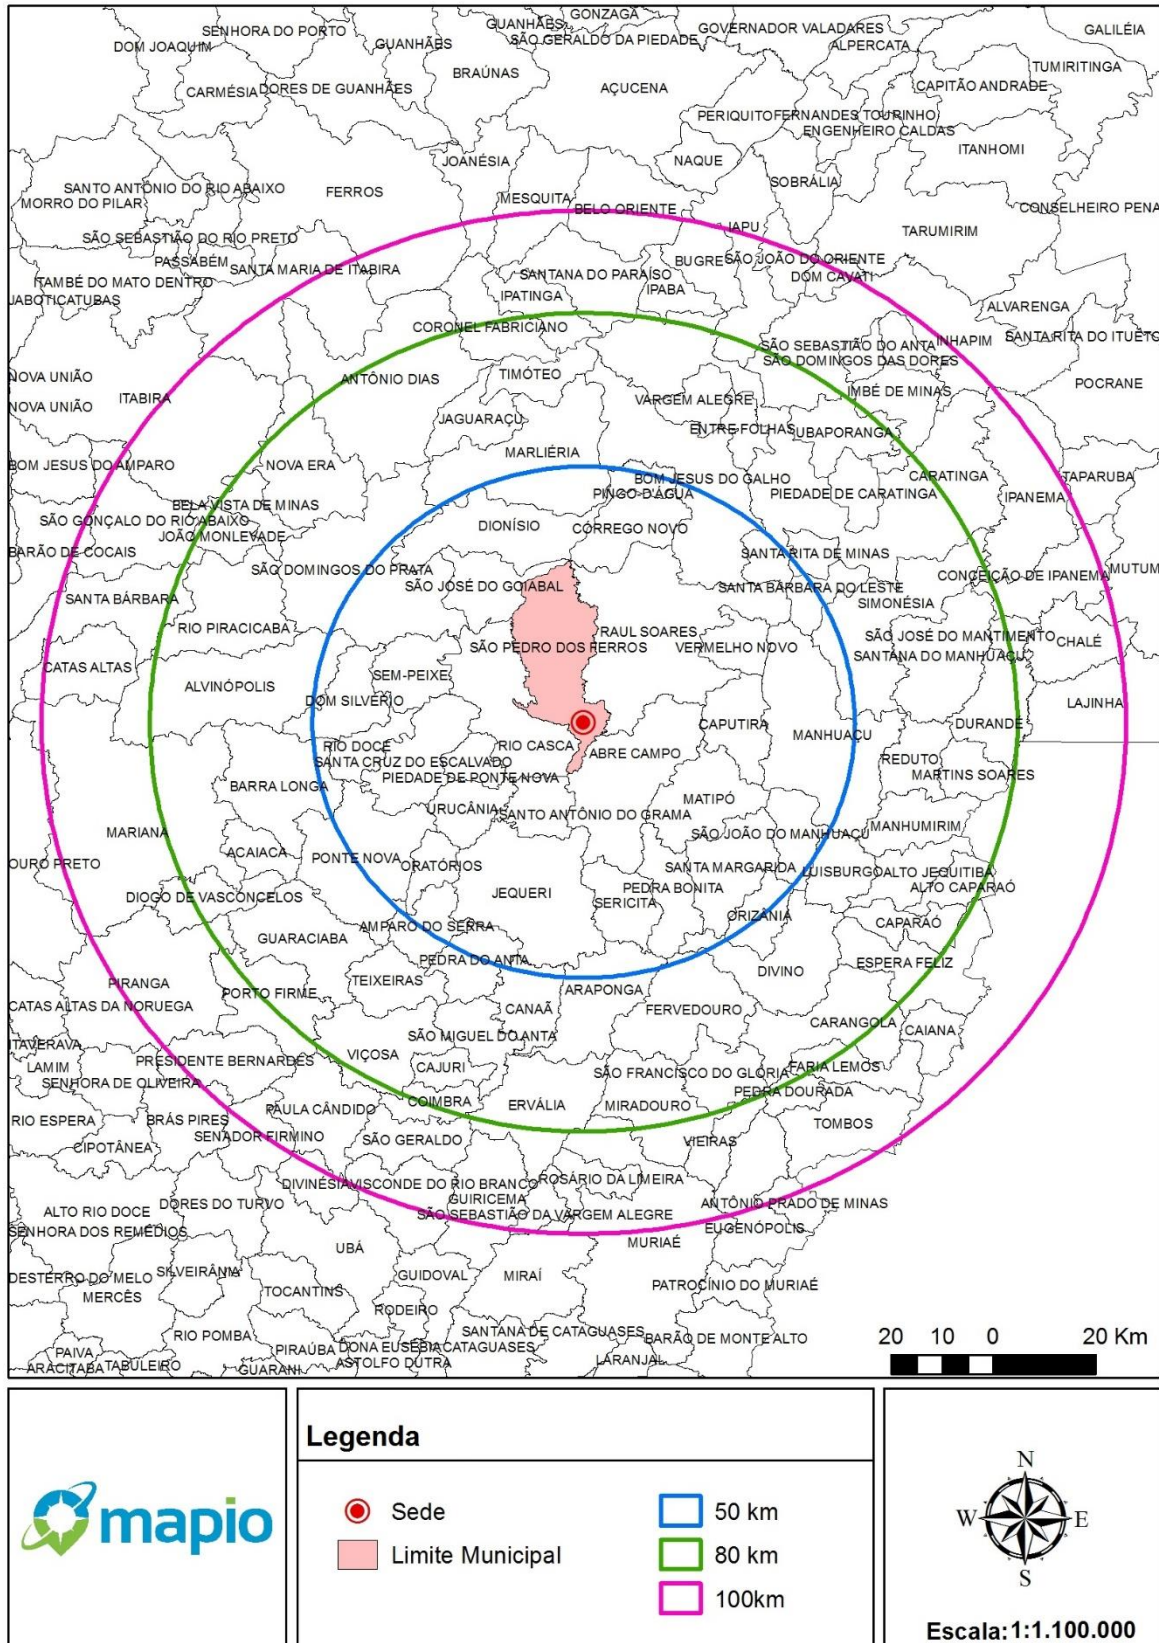 GONZAGA
GUANHÃES
SENHORA DO PORTO
GOVERNADOR VALADARES
GALILÉIA
DOM JOAQUIM
GUANHÃES
SÃO GERALDO DA PIEDADE
ALPERCATA
BRAÚNAS
TUMIRITINGA
CARMÉSIA
DORES DE GUANHÃES
AÇUCENA
CAPITÃO ANDRADE
PERIQUITO
FERNANDES TOURINHO
ENGENHEIRO CALDAS
ITANHOMI
JOANÉSIA
NAQUE
SOBRÁLIA
SANTO ANTÔNIO DO RIO ABAIXO
FERROS
MORRO DO PILAR
MESQUITA
BELO ORIENTE
CONSELHEIRO PENA
IAPU
TARUMIRIM
SÃO SEBASTIÃO DO RIO PRETO
PASSABÉM
SANTA MARIA DE ITABIRA
BUGRE
SÃO JOÃO DO ORIENTE
SANTANA DO PARAÍSO
DOM CAVATI
ITAMBÉ DO MATO DENTRO
IPATINGA
IPABA
JABOTICATUBAS
ALVARENGA
CORONEL FABRICIANO
SANTA RITA DO ITUÊTO
SÃO SEBASTIÃO DO ANTA
INHAPIM
SÃO DOMINGOS DAS DORES
NOVA UNIÃO
ANTÔNIO DIAS
TIMÓTEO
POCRANE
ITABIRA
VARGEM ALEGRE
IMBÉ DE MINAS
NOVA UNIÃO
JAGUARAÇU
ENTRE FOLHAS
UBAPORANGA
MARLIÉRIA
BOM JESUS DO AMPARO
NOVA ERA
BOM JESUS DO GALHO
CARATINGA
TAPARUBA
PINGO-D'ÁGUA
PIEDADE DE CARATINGA
IPANEMA
BELA VISTA DE MINAS
SÃO GONÇALO DO RIO ABAIXO
DIONÍSIO
CÓRREGO NOVO
JOÃO MONLEVADE
BARÃO DE COCAIS
SANTA RITA DE MINAS
SÃO DOMINGOS DO PRATA
MUTUM
SÃO JOSÉ DO GOIABAL
SANTA BÁRBARA DO LESTE
CONCEIÇÃO DE IPANEMA
SANTA BÁRBARA
SIMONÉSIA
RIO PIRACICABA
RAUL SOARES
SÃO JOSÉ DO MANTIMENTO
CHALÉ
SÃO PEDRO DOS FERROS
VERMELHO NOVO
SANTANA DO MANHUAÇU
CATAS ALTAS
SEM-PEIXE
ALVINÓPOLIS
DOM SILVÉRIO
LAJINHA
CAPUTIRA
DURANDÉ
MANHUAÇU
RIO DOCE
RIO CASCA
ABRE CAMPO
SANTA CRUZ DO ESCALVADO
REDUTO
PIEDADE DE PONTE NOVA
MARTINS SOARES
BARRA LONGA
URUCÂNIA
SANTO ANTÔNIO DO GRAMA
MATIPÓ
MARIANA
SÃO JOÃO DO MANHUAÇU
MANHUMIRIM
ACAIACA
PONTE NOVA
ORATÓRIOS
OURO PRETO
SANTA MARGARIDA
LUISBURGO
ALTO JEQUITIBÁ
DIOGO DE VASCONCELOS
JEQUERI
PEDRA BONITA
ALTO CAPARAÓ
SERICITA
ORIZÂNIA
CAPARAÓ
GUARACIABA
AMPARO DO SERRA
PEDRA DO ANTA
DIVINO
ESPERA FELIZ
PIRANGA
PORTO FIRME
TEIXEIRAS
ARAPONGA
CATAS ALTAS DA NORUEGA
CANAÃ
FERVEDOURO
CARANGOLA
CAIANA
SÃO MIGUEL DO ANTA
ITAVERAVA
VIÇOSA
LAMIM
PRESIDENTE BERNARDES
CAJURI
SÃO FRANCISCO DO GLÓRIA
FARIA LEMOS
SENHORA DE OLIVEIRA
PEDRA DOURADA
RIO ESPERA
BRÁS PIRES
PAULA CÂNDIDO
COIMBRA
ERVÁLIA
MIRADOURO
TOMBOS
CIPOTÂNEA
SENADOR FIRMINO
SÃO GERALDO
VIEIRAS
DIVINÉSIA
VISCONDE DO RIO BRANCO
ROSÁRIO DA LIMEIRA
GUIRICEMA
ALTO RIO DOCE
DORES DO TURVO
SÃO SEBASTIÃO DA VARGEM ALEGRE
ANTÔNIO PRADO DE MINAS
SENHORA DOS REMÉDIOS
EUGENÓPOLIS
UBÁ
MURIAÉ
DESTERRO DO MELO
SILVEIRÂNIA
GUIDOVAL
MIRAÍ
PATROCÍNIO DO MURIAÉ
MERCÊS
TOCANTINS
RODEIRO
RIO POMBA
SANTANA DE CATAGUASES
BARÃO DE MONTE ALTO
PAIVA
PIRAÚBA
DONA EUSÉBIA
CATAGUASES
ARACITABA
TABULEIRO
GUARANI
ASTOLFO DUTRA
LARANJAL
20 10 0 20 Km
mapio
Legenda
Sede
Limite Municipal
50 km
80 km
100km
N
W E
S
Escala:1:1.100.000